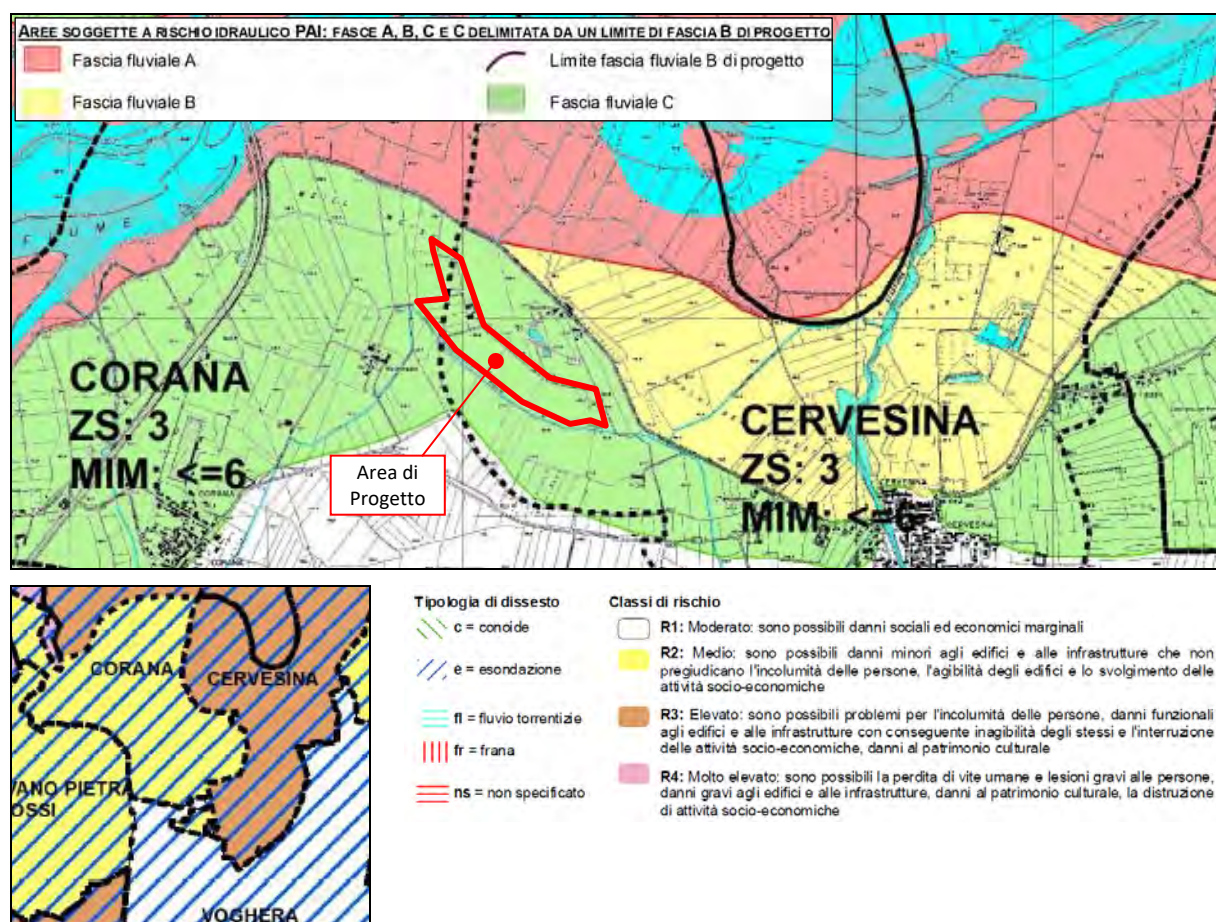 AREE SOGGETTE A RISCHIO IDRAULICO PAI: FASCE A, B, C E C DELIMITATA DA UN LIMITE DI FASCIA B DI PROGETTO
Fascia fluviale A
Limite fascia fluviale B di progetto
Fascia fluviale B
Fascia fluviale C
FIUME
CORANA
ZS: 3
MIM: <=6
CERVESINA
ZS: 3
MIM: <=6
Area di
Progetto
CORANA
CERVESINA
CORANA
CERVESINA
VANO PIETRA
OSSI
VOGHERA
Tipologia di dissesto
c = conoide
e = esondazione
fl = fluvio torrentizie
fr = frana
ns = non specificato
Classi di rischio
R1: Moderato: sono possibili danni sociali ed economici marginali
R2: Medio: sono possibili danni minori agli edifici e alle infrastrutture che non
pregiudicano l'incolumità delle persone, l'agibilità degli edifici e lo svolgimento delle
attività socio-economiche
R3: Elevato: sono possibili problemi per l'incolumità delle persone, danni funzionali
agli edifici e alle infrastrutture con conseguente inagibilità degli stessi e l'interruzione
delle attività socio-economiche, danni al patrimonio culturale
R4: Molto elevato: sono possibili la perdita di vite umane e lesioni gravi alle persone,
danni gravi agli edifici e alle infrastrutture, danni al patrimonio culturale, la distruzione
di attività socio-economiche